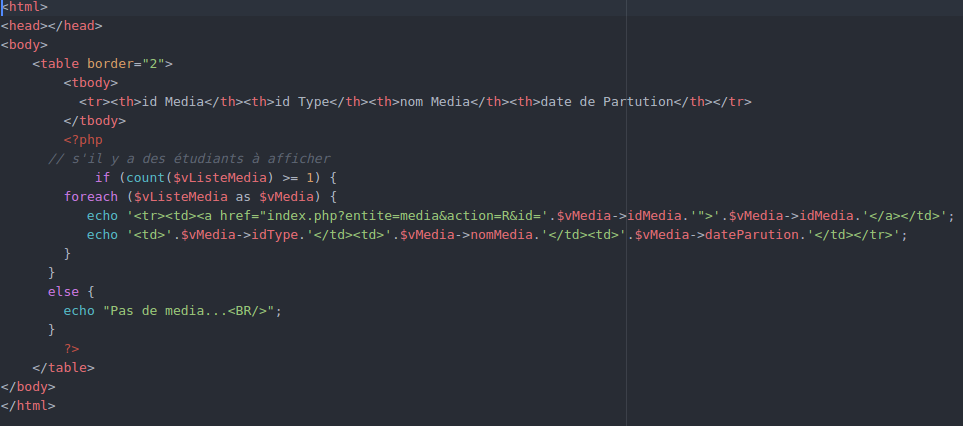 <html>
<head></head>
<body>
    <table border="2">
        <tbody>
          <tr><th>id Media</th><th>id Type</th><th>nom Media</th><th>date de Partution</th></tr>
        </tbody>
        <?php
      // s'il y a des étudiants à afficher
            if (count($vListeMedia) >= 1) {
        foreach ($vListeMedia as $vMedia) {
           echo '<tr><td><a href="index.php?entite=media&action=R&id='.$vMedia->idMedia.'">'.$vMedia->idMedia.'</a></td>';
           echo '<td>'.$vMedia->idType.'</td><td>'.$vMedia->nomMedia.'</td><td>'.$vMedia->dateParution.'</td></tr>';
        }
      }
      else {
        echo "Pas de media...<BR/>";
      }
        ?>
    </table>
</body>
</html>